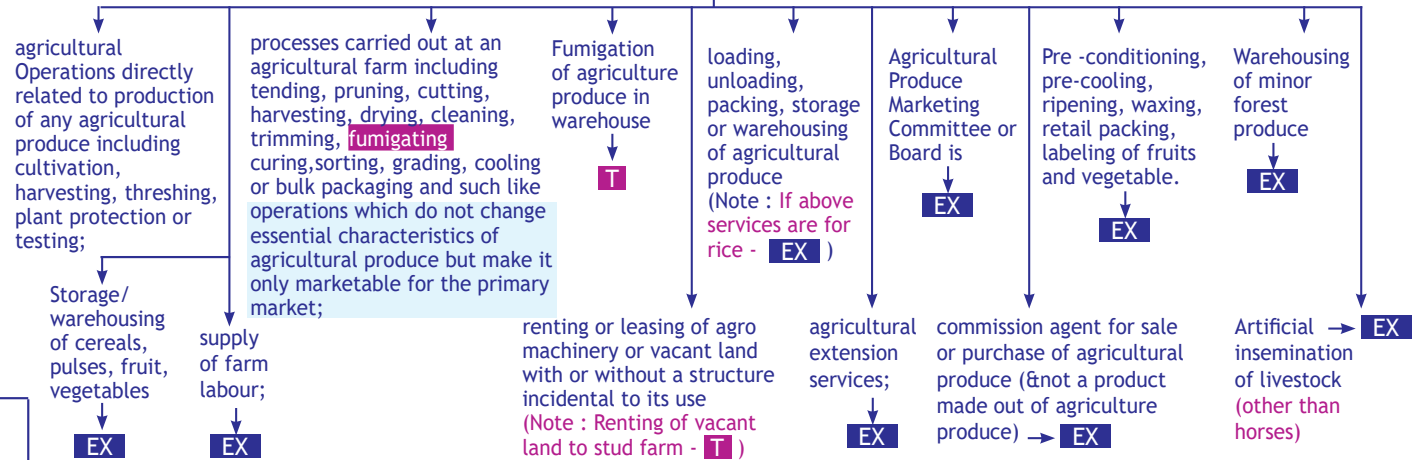 agricultural
Operations directly
related to production
of any agricultural
produce including
cultivation,
harvesting, threshing,
plant protection or
testing;
processes carried out at an
agricultural farm including
tending, pruning, cutting,
harvesting, drying, cleaning,
trimming, fumigating
curing,sorting, grading, cooling
or bulk packaging and such like
operations which do not change
essential characteristics of
agricultural produce but make it
only marketable for the primary
market;
Fumigation
of agriculture
produce in
warehouse
T
loading,
unloading,
packing, storage
or warehousing
of agricultural
produce
(Note : If above
services are for
rice - EX )
Agricultural
Produce
Marketing
Committee or
Board is
EX
Pre -conditioning,
pre-cooling,
ripening, waxing,
retail packing,
labeling of fruits
and vegetable.
EX
Warehousing
of minor
forest
produce
EX
Storage/
warehousing
of cereals,
pulses, fruit,
vegetables
EX
supply
of farm
labour;
EX
renting or leasing of agro
machinery or vacant land
with or without a structure
incidental to its use
(Note : Renting of vacant
land to stud farm - T )
agricultural
extension
services;
EX
commission agent for sale
or purchase of agricultural
produce (&not a product
made out of agriculture
produce) EX
Artificial EX
insemination
of livestock
(other than
horses)